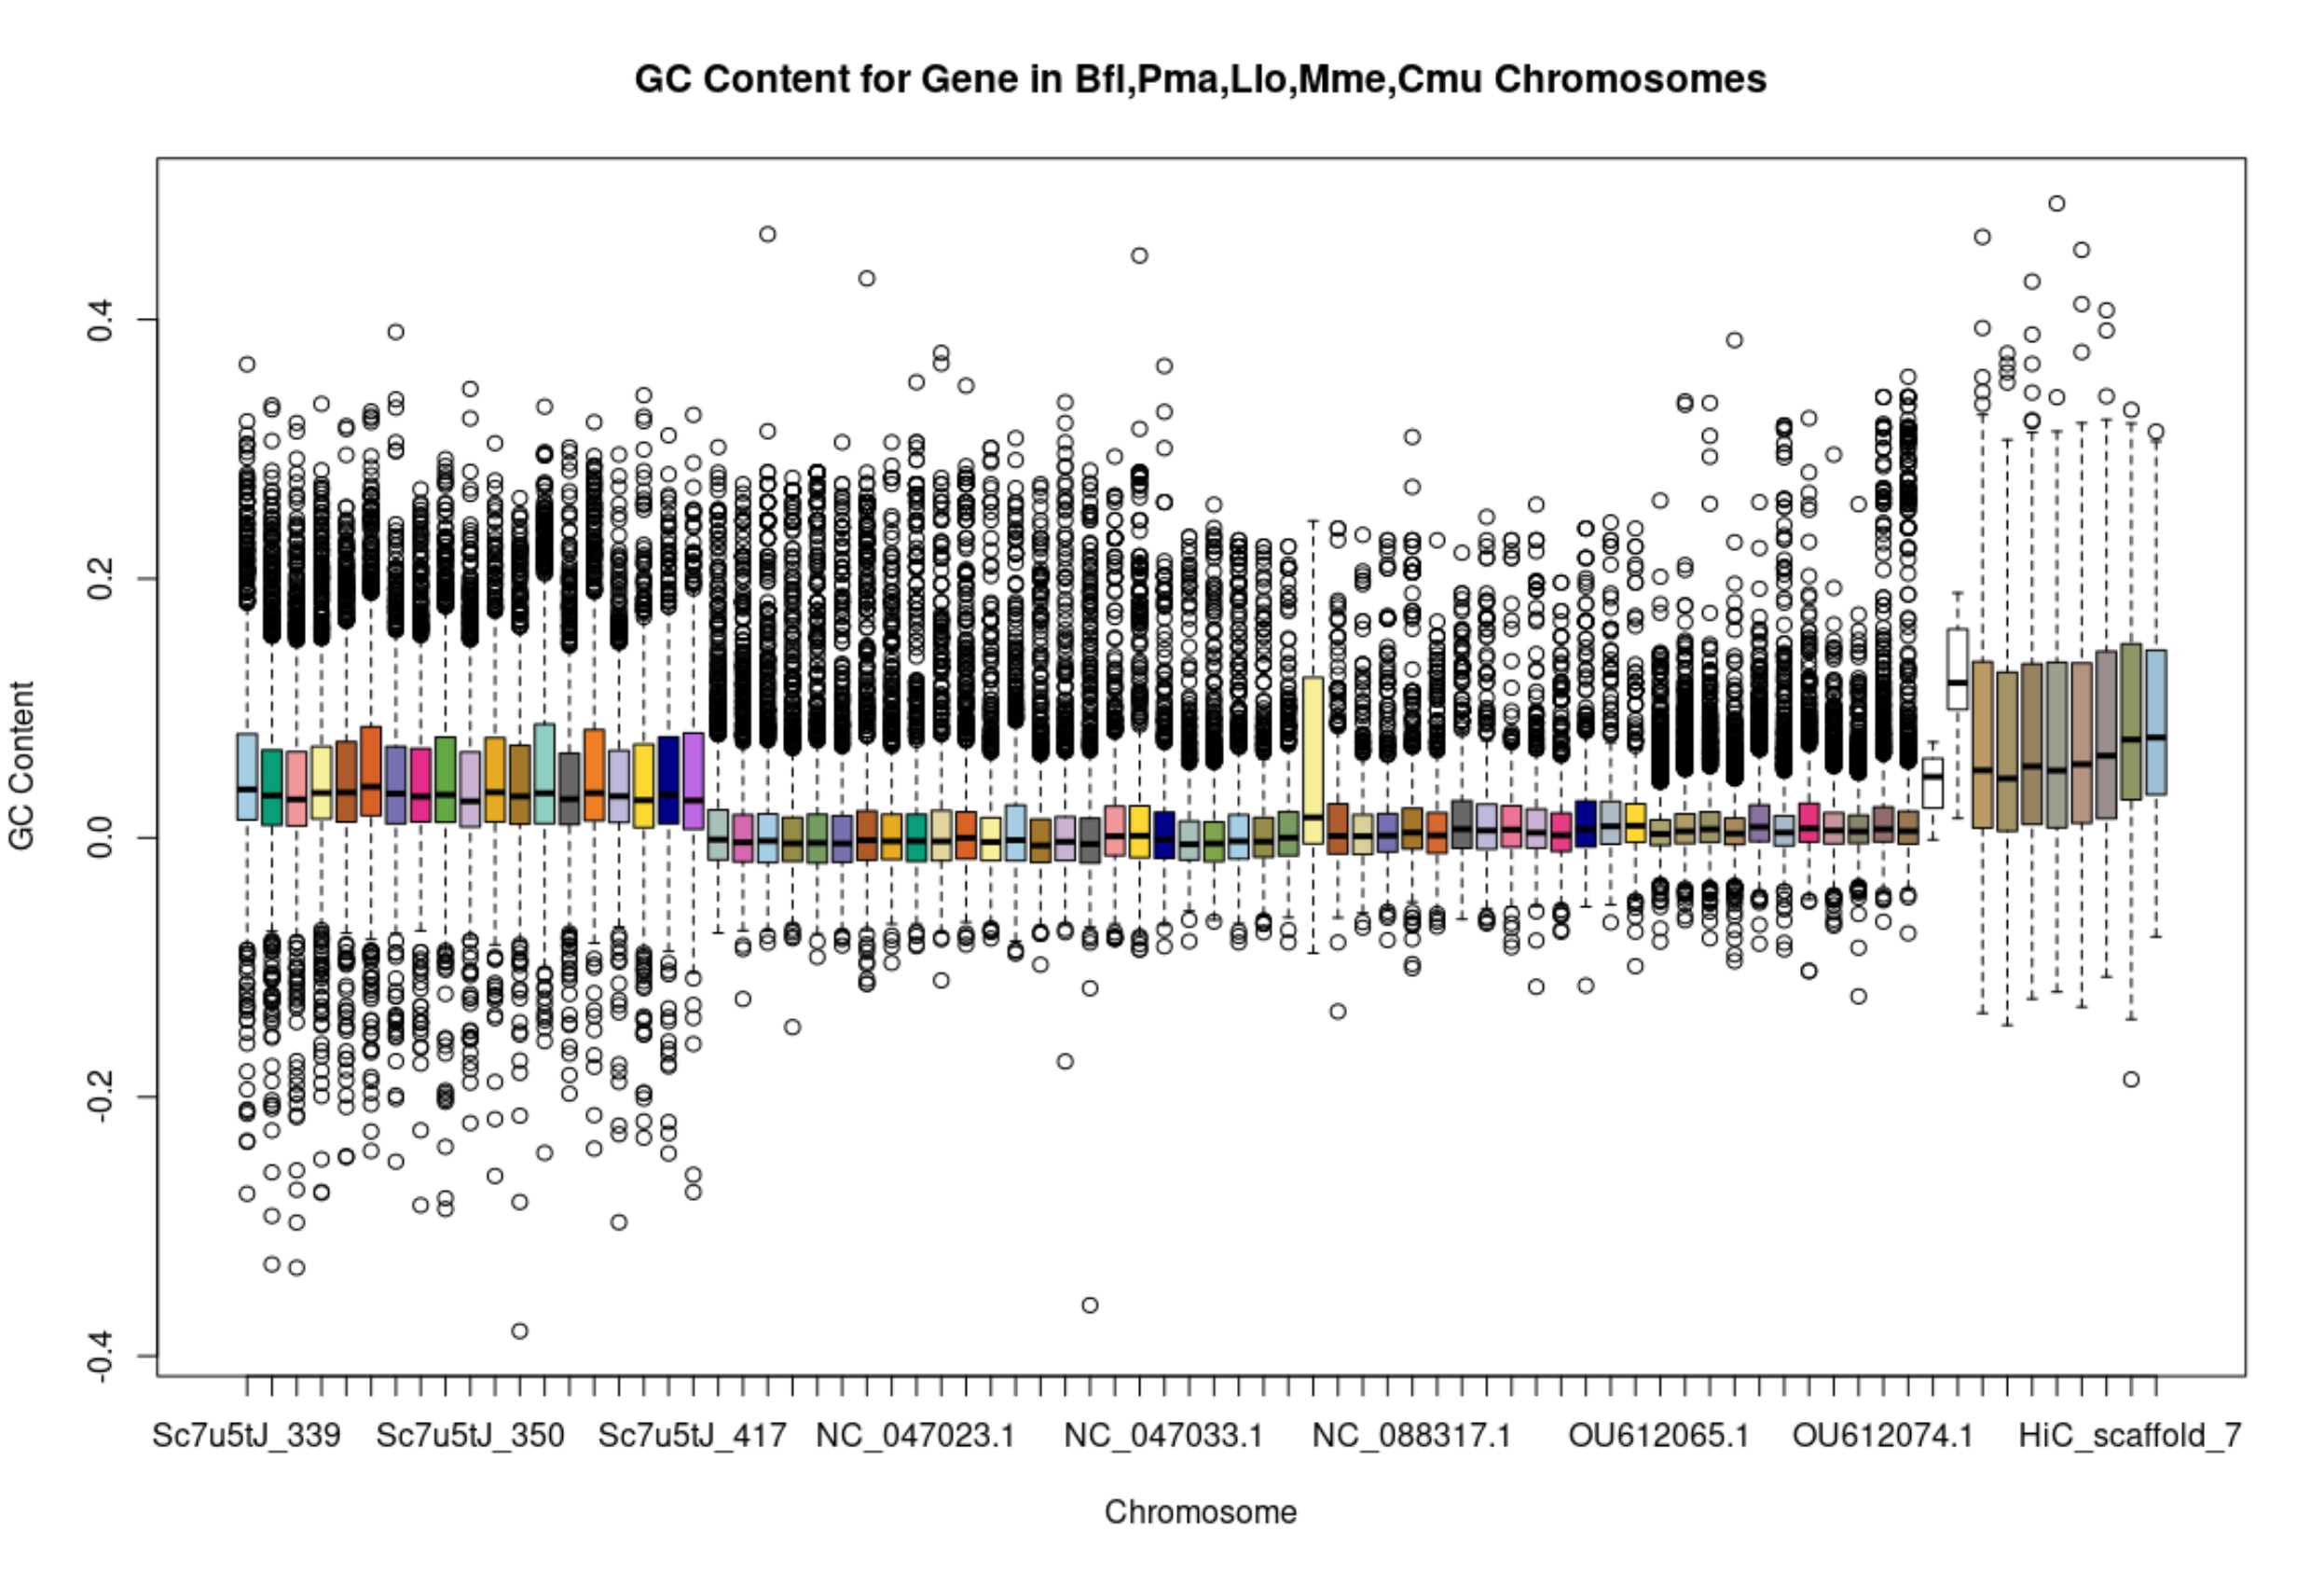 GC Content for Gene in Bfl,Pma,Llo,Mme,Cmu Chromosomes
GC Content
0.4
0.2
0.0
-0.2
-0.4
Sc7u5tJ_339 Sc7u5tJ_350 Sc7u5tJ_417 NC_047023.1 NC_047033.1 NC_088317.1 OU612065.1 OU612074.1 HiC_scaffold_7
Chromosome